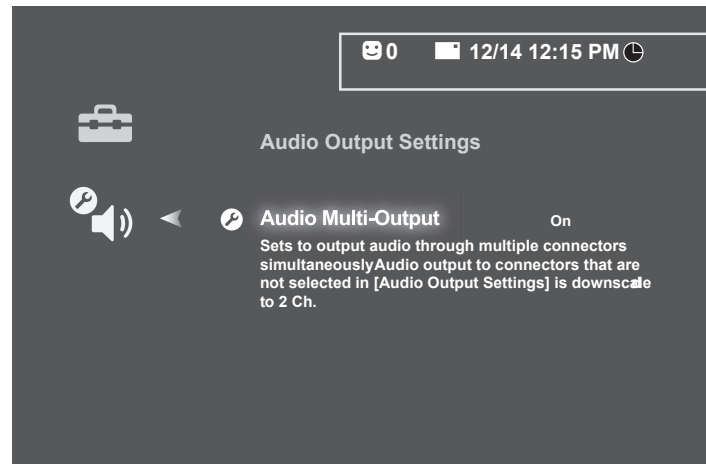 0 12/14 12:15 PM
Audio Output Settings
Audio Multi-Output On
Sets to output audio through multiple connectors
simultaneouslyAudio output to connectors that are
not selected in [Audio Output Settings] is downscale
to 2 Ch.